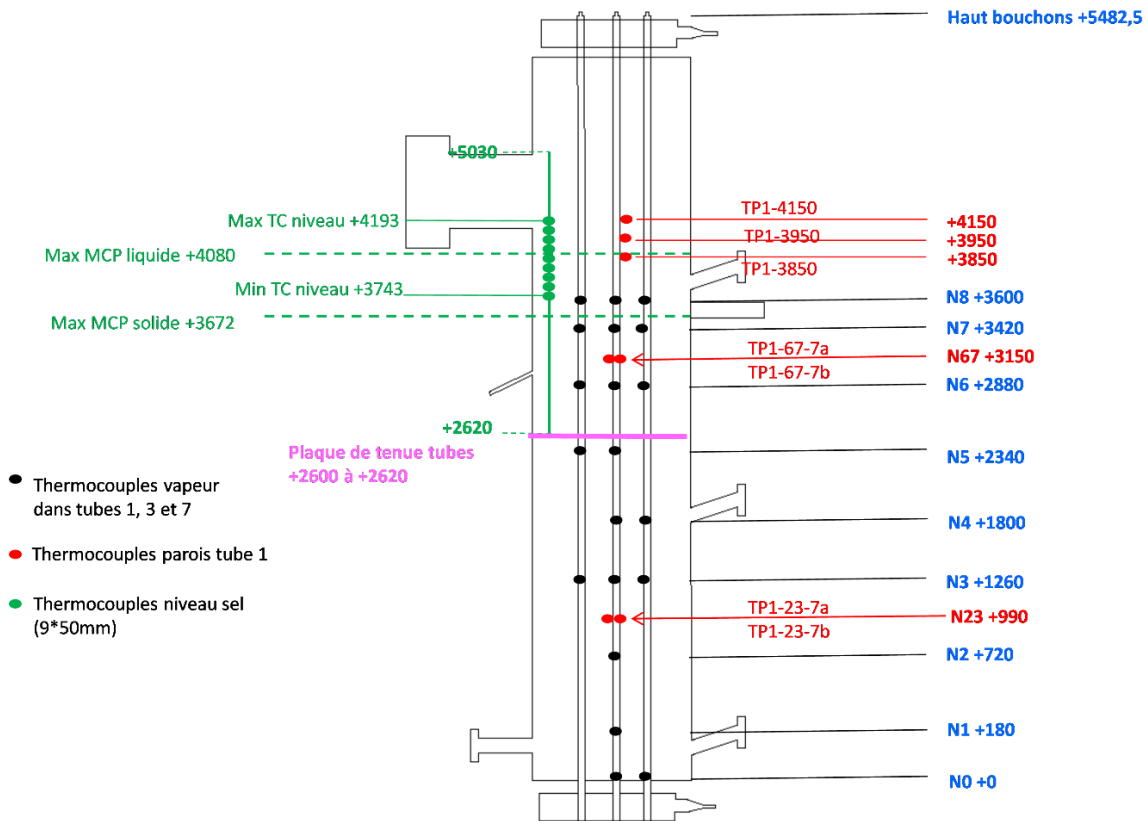 Haut bouchons +5482,5
+5030
Max TC niveau +4193
Max MCP liquide +4080
Min TC niveau +3743
Max MCP solide +3672
+2620
Plaque de tenue tubes
+2600 à +2620
TP1-4150
+4150
TP1-3950
+3950
TP1-3850
+3850
N8 +3600
N7 +3420
TP1-67-7a
N67 +3150
TP1-67-7b
N6 +2880
N5 +2340
N4 +1800
N3 +1260
TP1-23-7a
N23 +990
TP1-23-7b
N2 +720
N1 +180
N0 +0
Thermocouples vapeur
dans tubes 1, 3 et 7
Thermocouples parois tube 1
Thermocouples niveau sel
(9*50mm)